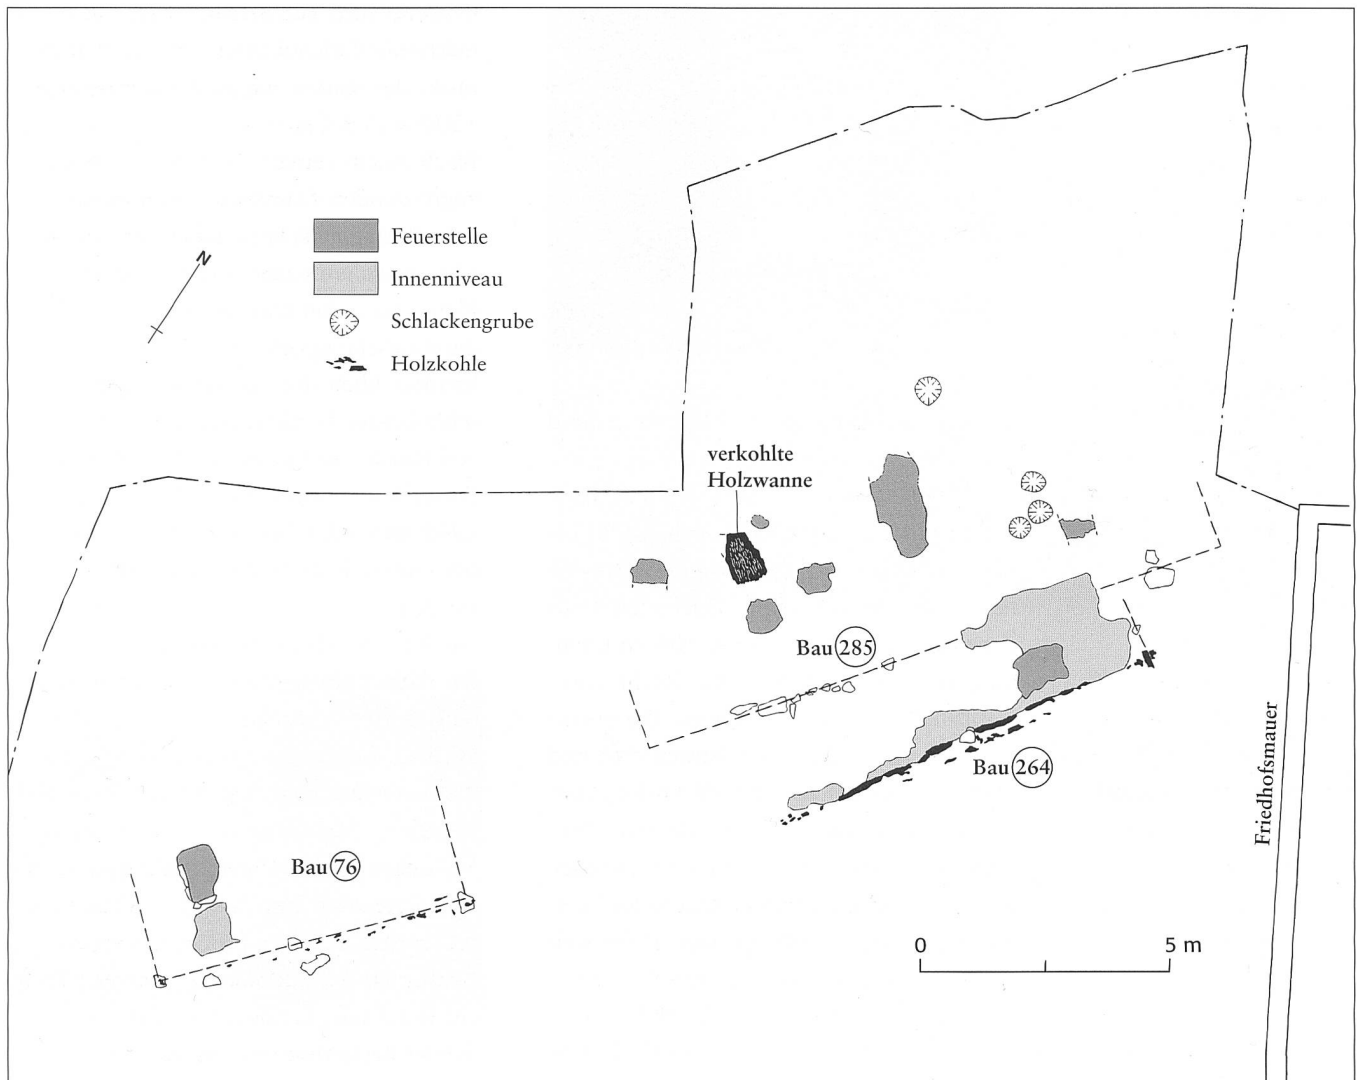 N
Feuerstelle
Innenniveau
Schlackengrube
Holzkohle
verkohlte
Holzwanne
Bau 285
Bau 264
Friedhofsmauer
Bau 76
0 5 m